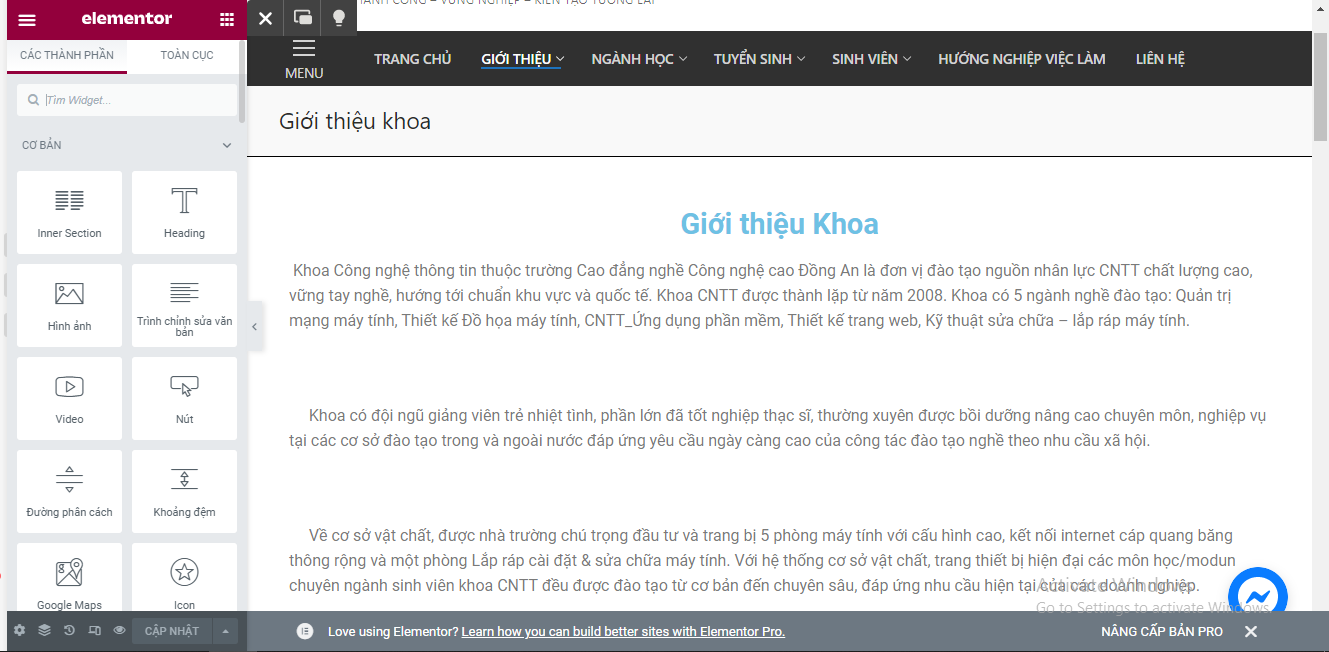 elementor
CÁC THÀNH PHẦN
TOÀN CỤC
Tìm Widget...
CƠ BẢN
Inner Section
Heading
Hình ảnh
Trình chỉnh sửa văn
bản
Video
Nút
Đường phân cách
Khoảng đệm
Google Maps
Icon
CẬP NHẬT
MENU
TRANG CHỦ
GIỚI THIỆU
NGÀNH HỌC
TUYỂN SINH
SINH VIÊN
HƯỚNG NGHIỆP VIỆC LÀM
LIÊN HỆ
Giới thiệu khoa
Giới thiệu Khoa
Khoa Công nghệ thông tin thuộc trường Cao đẳng nghề Công nghệ cao Đồng An là đơn vị đào tạo nguồn nhân lực CNTT chất lượng cao,
vững tay nghề, hướng tới chuẩn khu vực và quốc tế. Khoa CNTT được thành lặp từ năm 2008. Khoa có 5 ngành nghề đào tạo: Quản trị
mạng máy tính, Thiết kế Đồ họa máy tính, CNTT_Ứng dụng phần mềm, Thiết kế trang web, Kỹ thuật sửa chữa – lắp ráp máy tính.
Khoa có đội ngũ giảng viên trẻ nhiệt tình, phần lớn đã tốt nghiệp thạc sĩ, thường xuyên được bồi dưỡng nâng cao chuyên môn, nghiệp vụ
tại các cơ sở đào tạo trong và ngoài nước đáp ứng yêu cầu ngày càng cao của công tác đào tạo nghề theo nhu cầu xã hội.
Về cơ sở vật chất, được nhà trường chú trọng đầu tư và trang bị 5 phòng máy tính với cấu hình cao, kết nối internet cáp quang băng
thông rộng và một phòng Lắp ráp cài đặt & sửa chữa máy tính. Với hệ thống cơ sở vật chất, trang thiết bị hiện đại các môn học/modun
chuyên ngành sinh viên khoa CNTT đều được đào tạo từ cơ bản đến chuyên sâu, đáp ứng nhu cầu hiện tại của các doanh nghiệp.
Activate Windows
Go to Settings to activate Windows.
Love using Elementor? Learn how you can build better sites with Elementor Pro.
NÂNG CẤP BẢN PRO